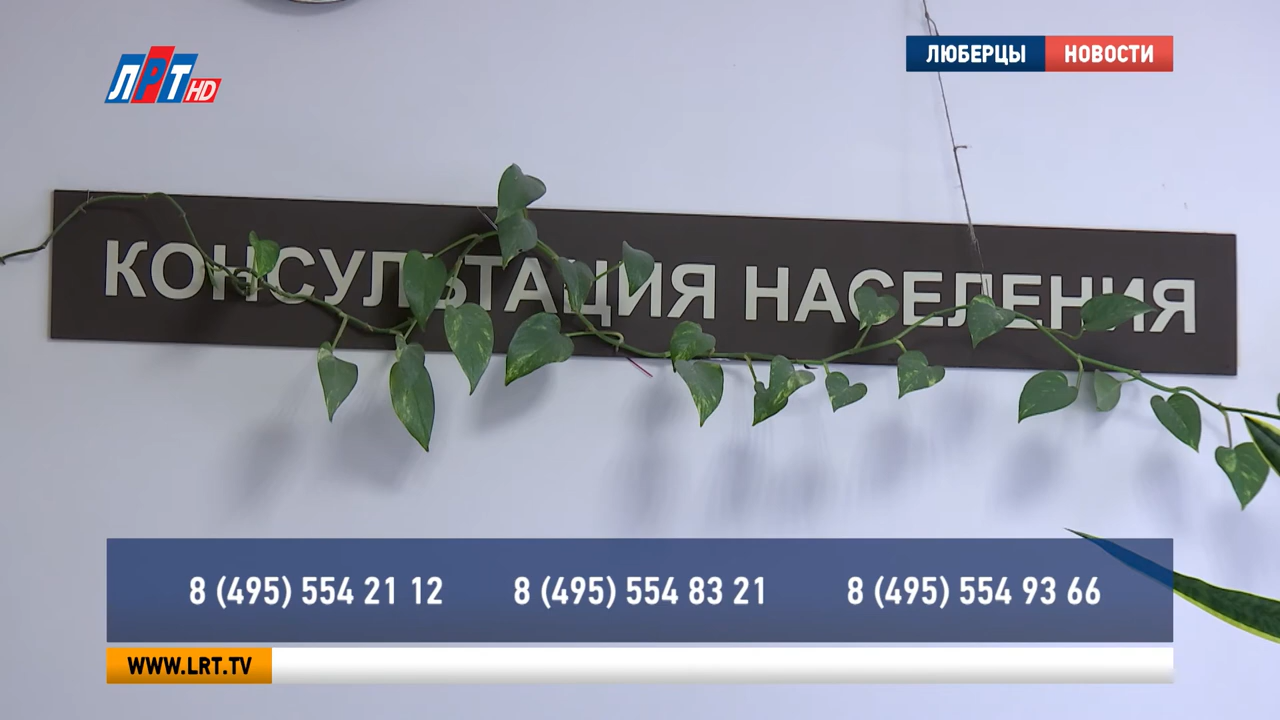 ЛРТ HD
ЛЮБЕРЦЫ НОВОСТИ
КОНСУЛЬТАЦИЯ НАСЕЛЕНИЯ
8 (495) 554 21 12 8 (495) 554 83 21 8 (495) 554 93 66
WWW.LRT.TV